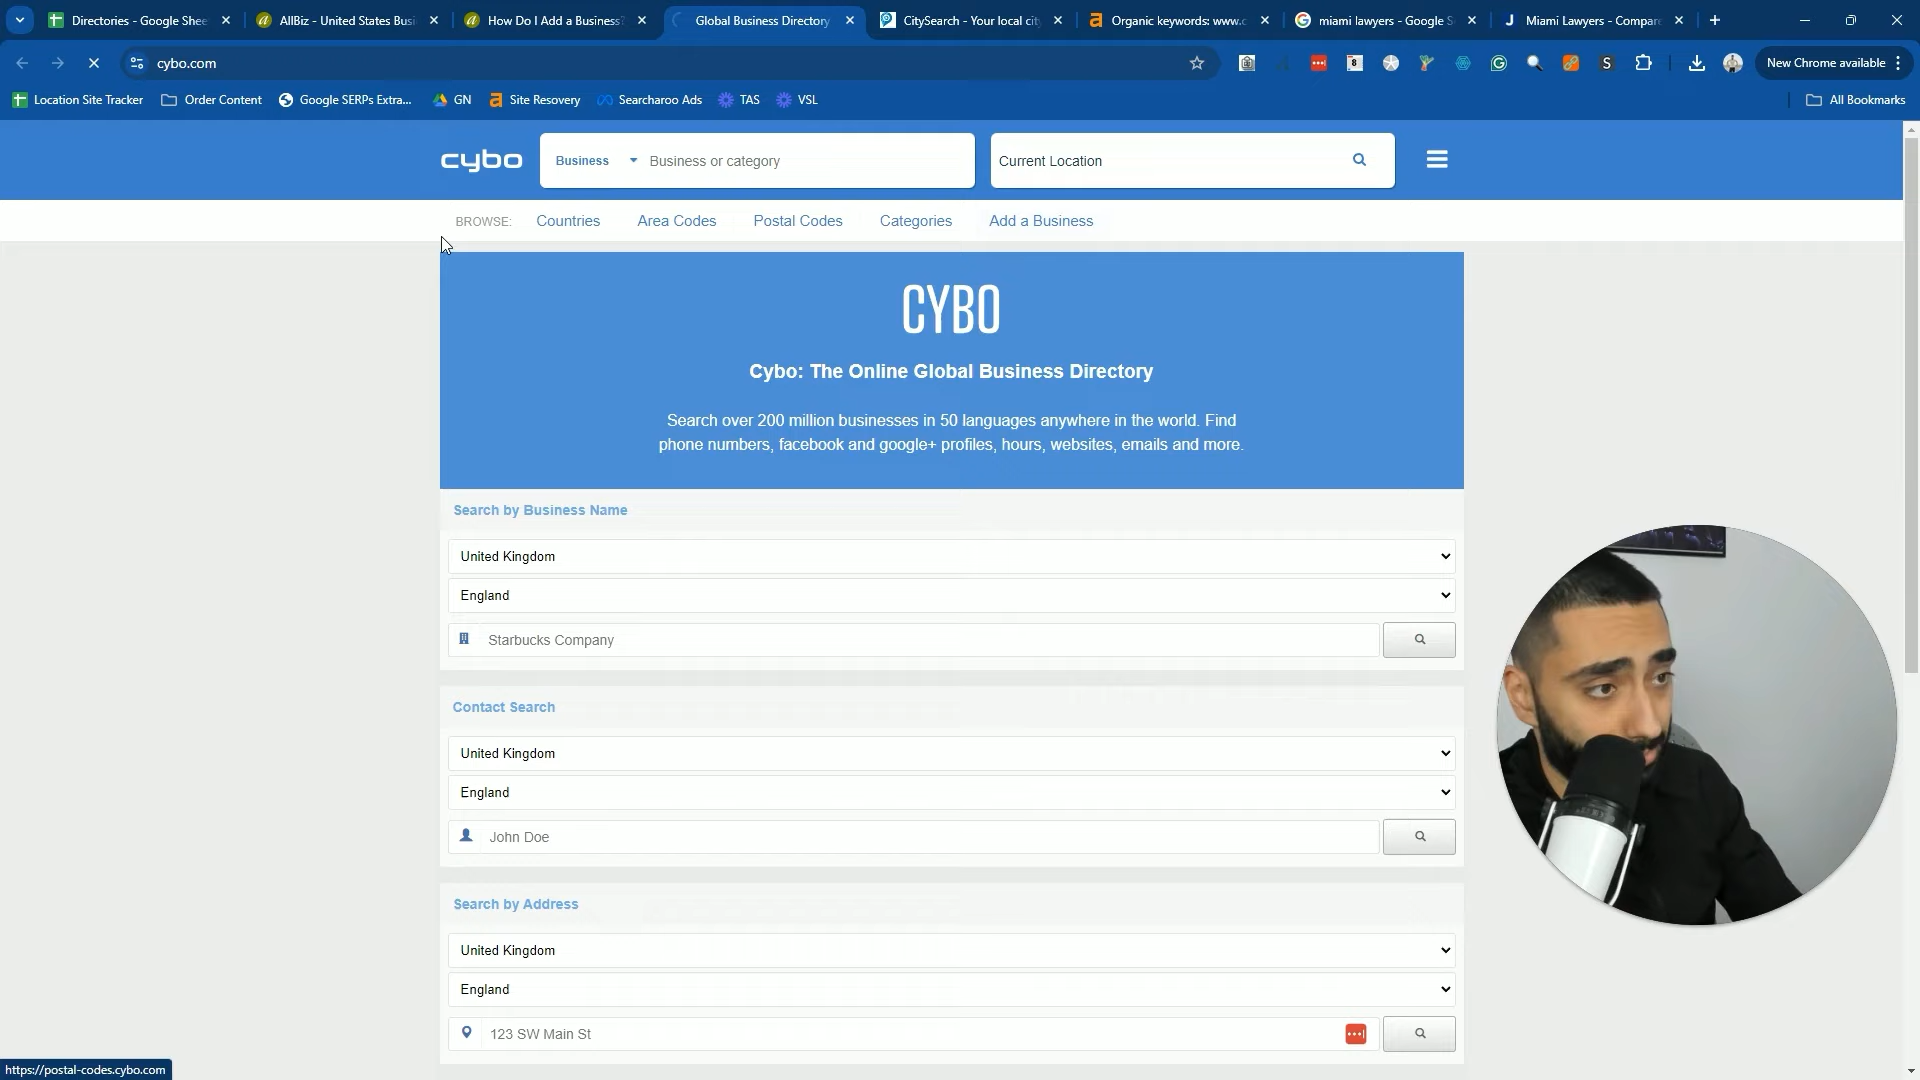 Directories - Google Shee
AllBiz - United States Busi
How Do I Add a Business
Global Business Directory
CitySearch - Your local city
Organic keywords: www.c
miami lawyers - Google S
Miami Lawyers - Compare
cybo.com
New Chrome available
Location Site Tracker
Order Content
Google SERPs Extra...
GN
Site Recovery
Searcharoo Ads
TAS
VSL
All Bookmarks
cybo
Business
Business or category
Current Location
BROWSE:
Countries
Area Codes
Postal Codes
Categories
Add a Business
CYBO
Cybo: The Online Global Business Directory
Search over 200 million businesses in 50 languages anywhere in the world. Find
phone numbers, facebook and google+ profiles, hours, websites, emails and more.
Search by Business Name
United Kingdom
England
Starbucks Company
Contact Search
United Kingdom
England
John Doe
Search by Address
United Kingdom
England
123 SW Main St
https://postal-codes.cybo.com